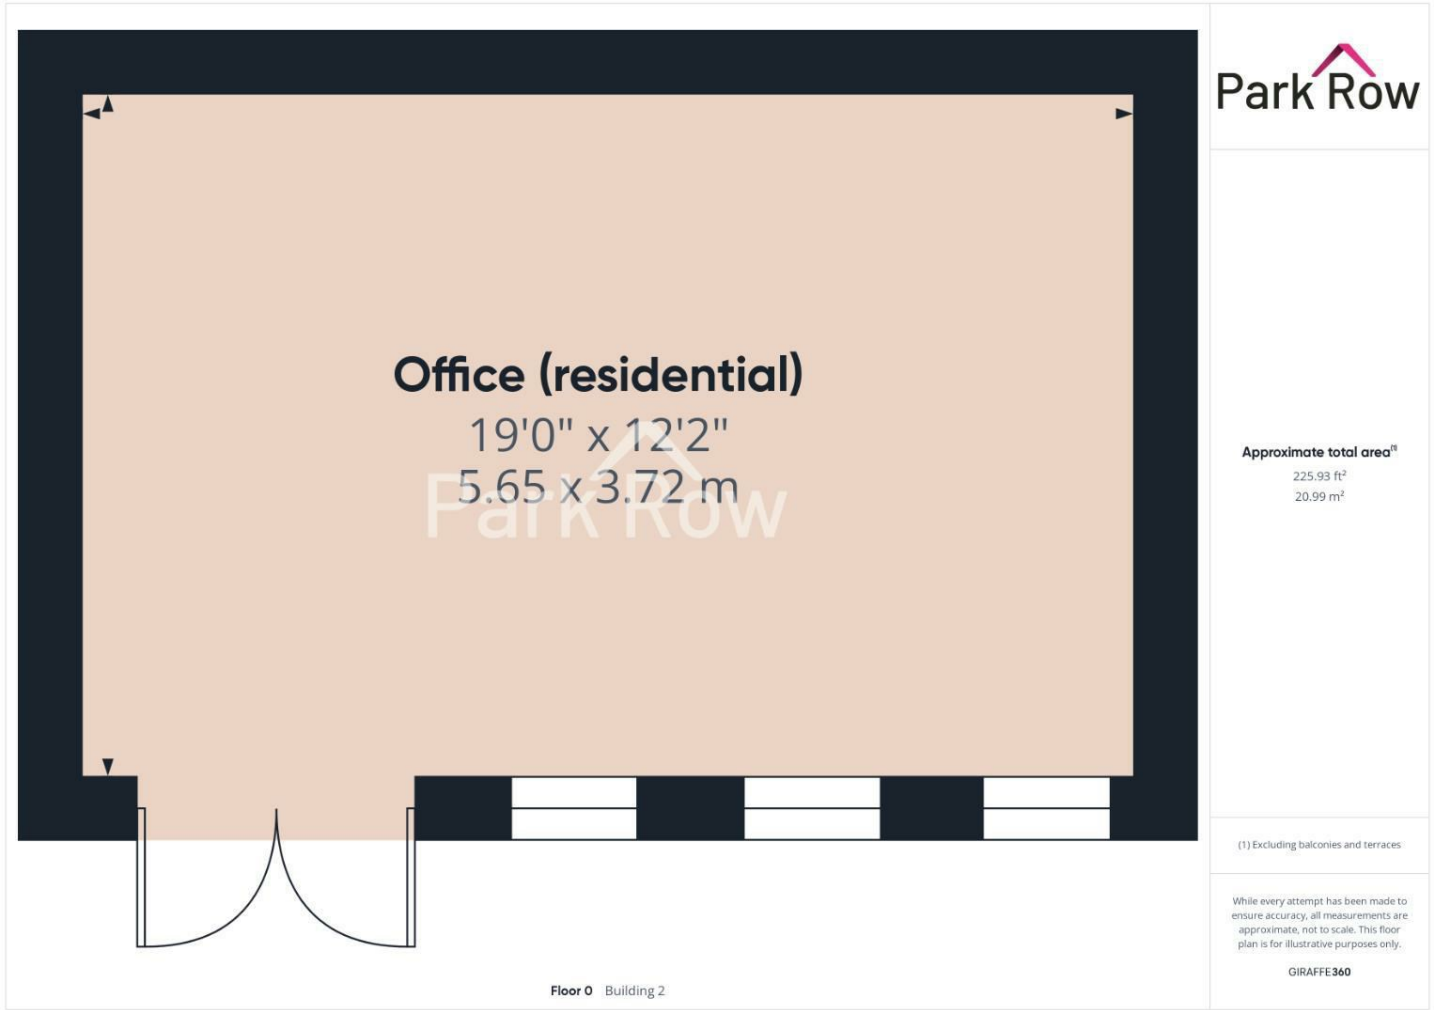 Park Row
Office (residential)
19'0" x 12'2"
5.65 x 3.72 m
Park Row
Approximate total area(1)
225.93 ft²
20.99 m²
(1) Excluding balconies and terraces
While every attempt has been made to
ensure accuracy, all measurements are
approximate, not to scale. This floor
plan is for illustrative purposes only.
GIRAFFE360
Floor 0 Building 2